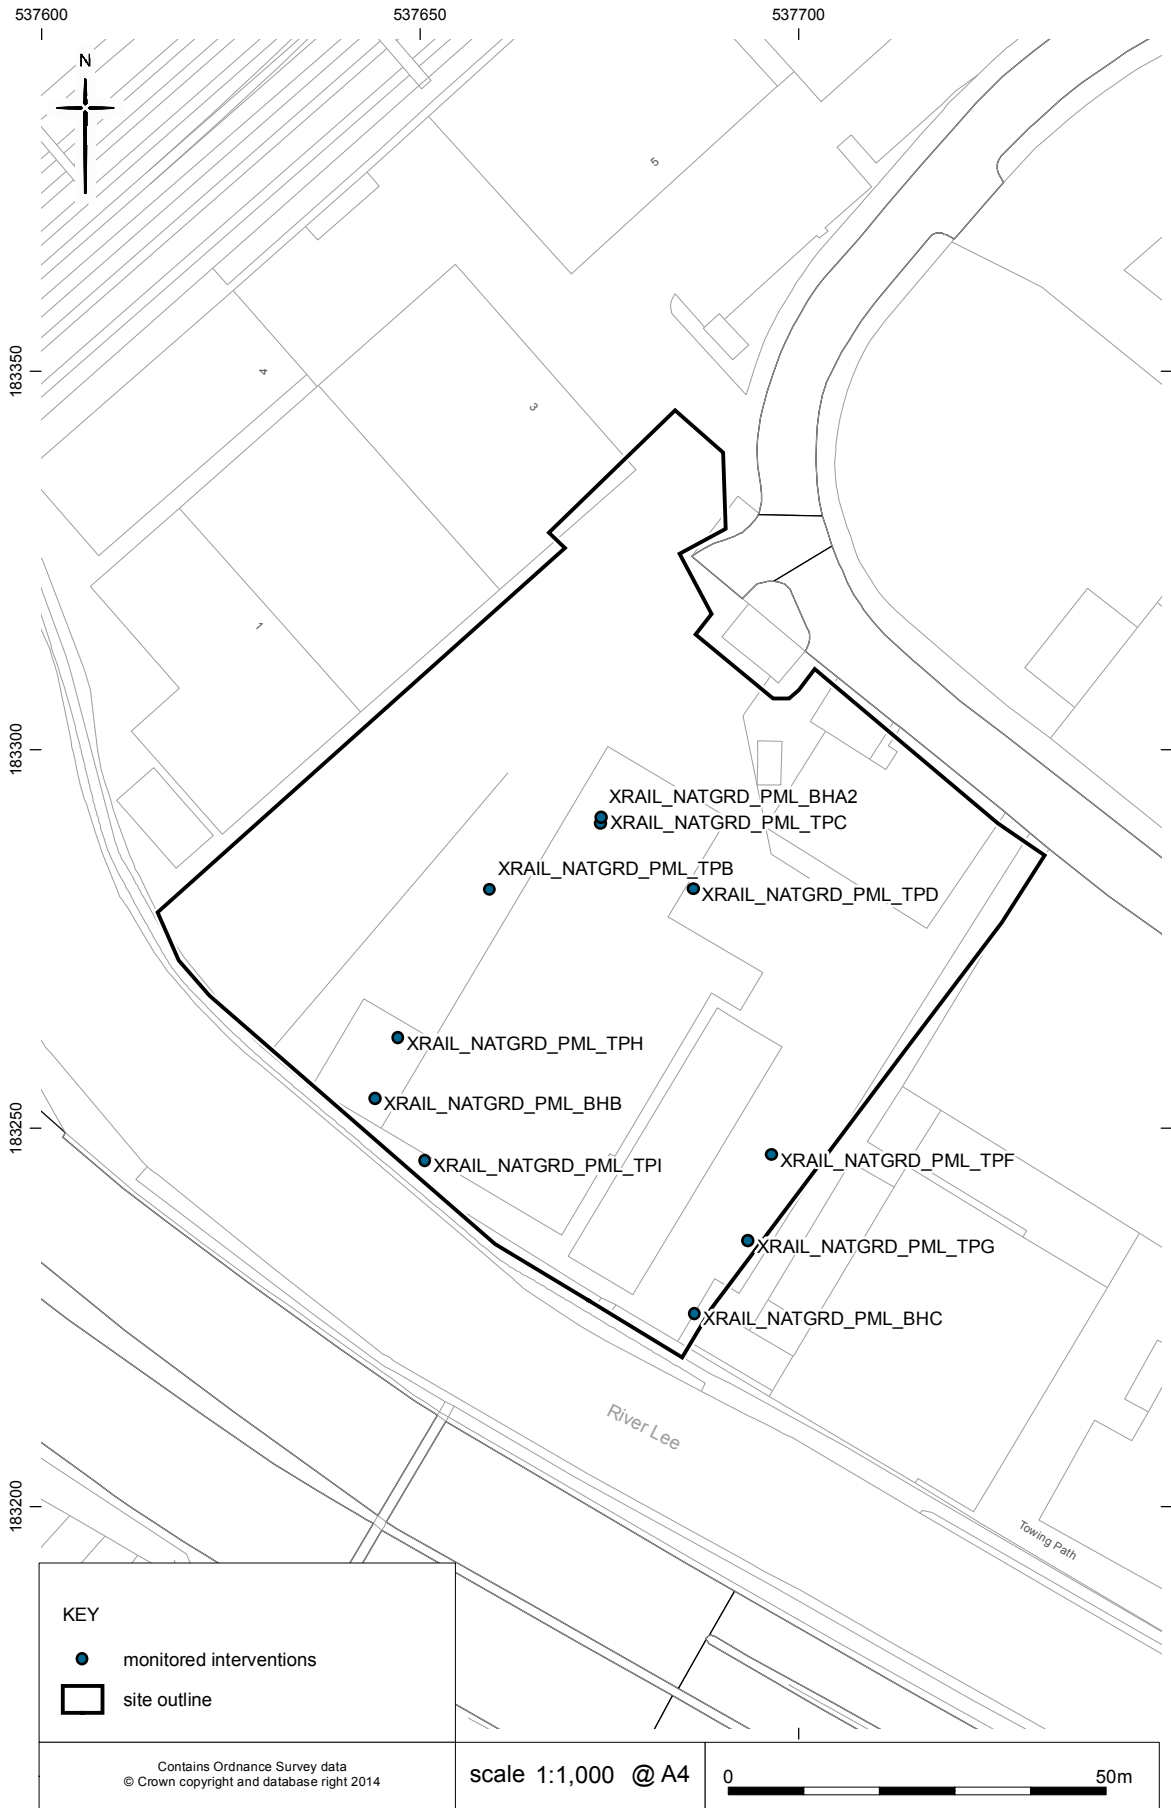 537600
537650
537700
N
5
183350
4
3
1
183300
XRAIL_NATGRD_PML_BHA2
XRAIL_NATGRD_PML_TPC
XRAIL_NATGRD_PML_TPB
XRAIL_NATGRD_PML_TPD
XRAIL_NATGRD_PML_TPH
XRAIL_NATGRD_PML_BHB
183250
XRAIL_NATGRD_PML_TPI
XRAIL_NATGRD_PML_TPF
XRAIL_NATGRD_PML_TPG
XRAIL_NATGRD_PML_BHC
River Lee
183200
Towing Path
KEY
monitored interventions
site outline
Contains Ordnance Survey data
© Crown copyright and database right 2014
scale 1:1,000 @ A4
0 50m